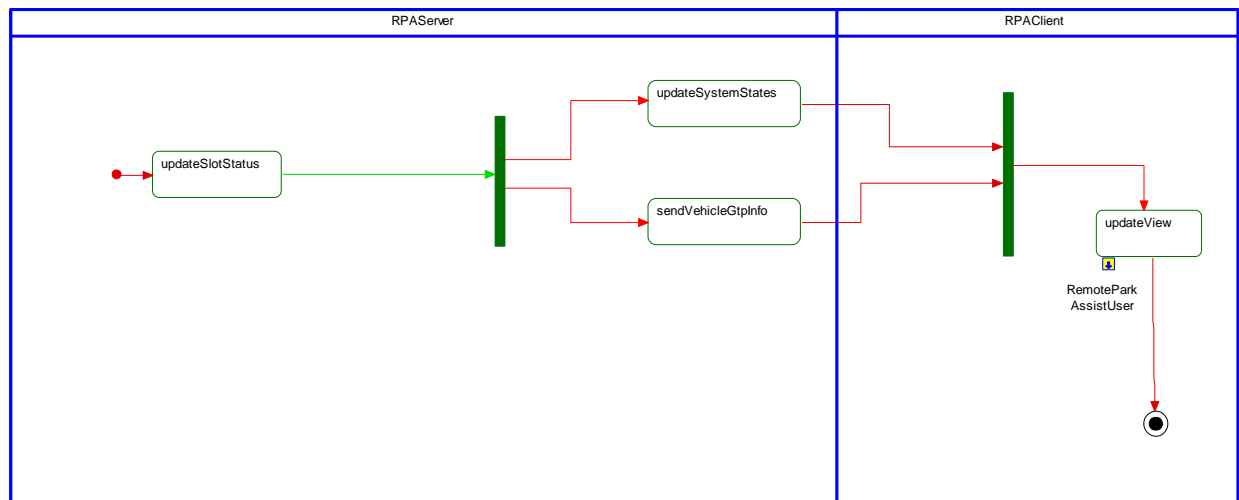 RPAServer
RPAClient
updateSystemStates
updateSlotStatus
sendVehicleGtpInfo
updateView
RemotePark
AssistUser